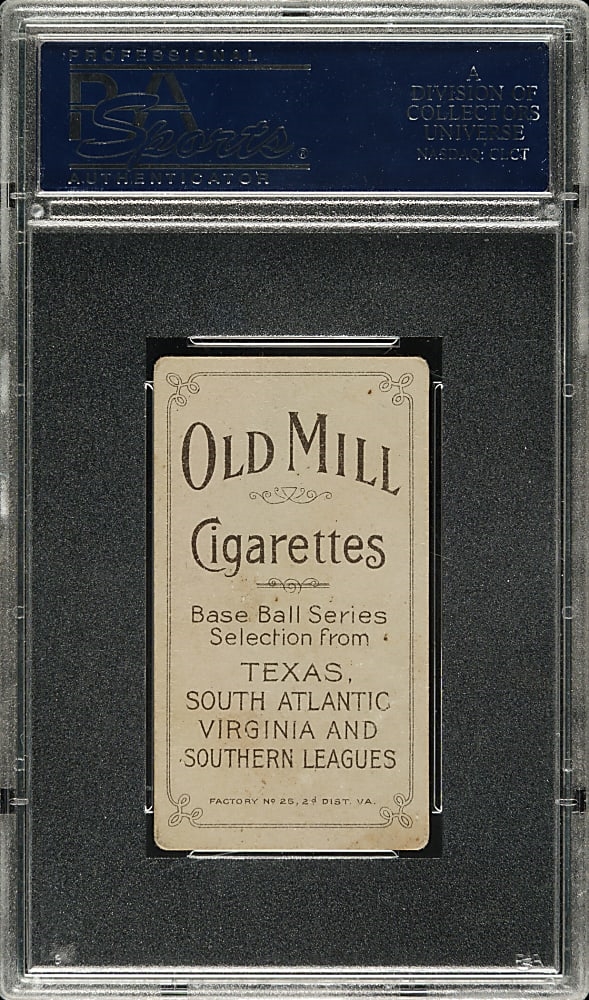 PROFESSIONAL
PSA
Sports
AUTHENTICATOR
A
DIVISION OF
COLLECTORS
UNIVERSE
NASDAQ: CLCT
OLD MILL
Cigarettes
Base Ball Series
Selection from
TEXAS,
SOUTH ATLANTIC
VIRGINIA AND
SOUTHERN LEAGUES
FACTORY Nº 25, 2d DIST. VA.
PSA